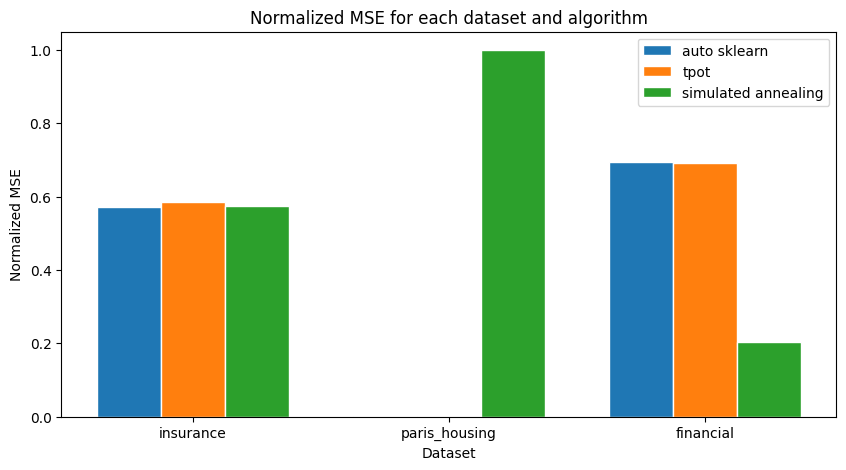 Normalized MSE for each dataset and algorithm
auto sklearn
tpot
simulated annealing
Normalized MSE
1.0
0.8
0.6
0.4
0.2
0.0
insurance
paris_housing
financial
Dataset